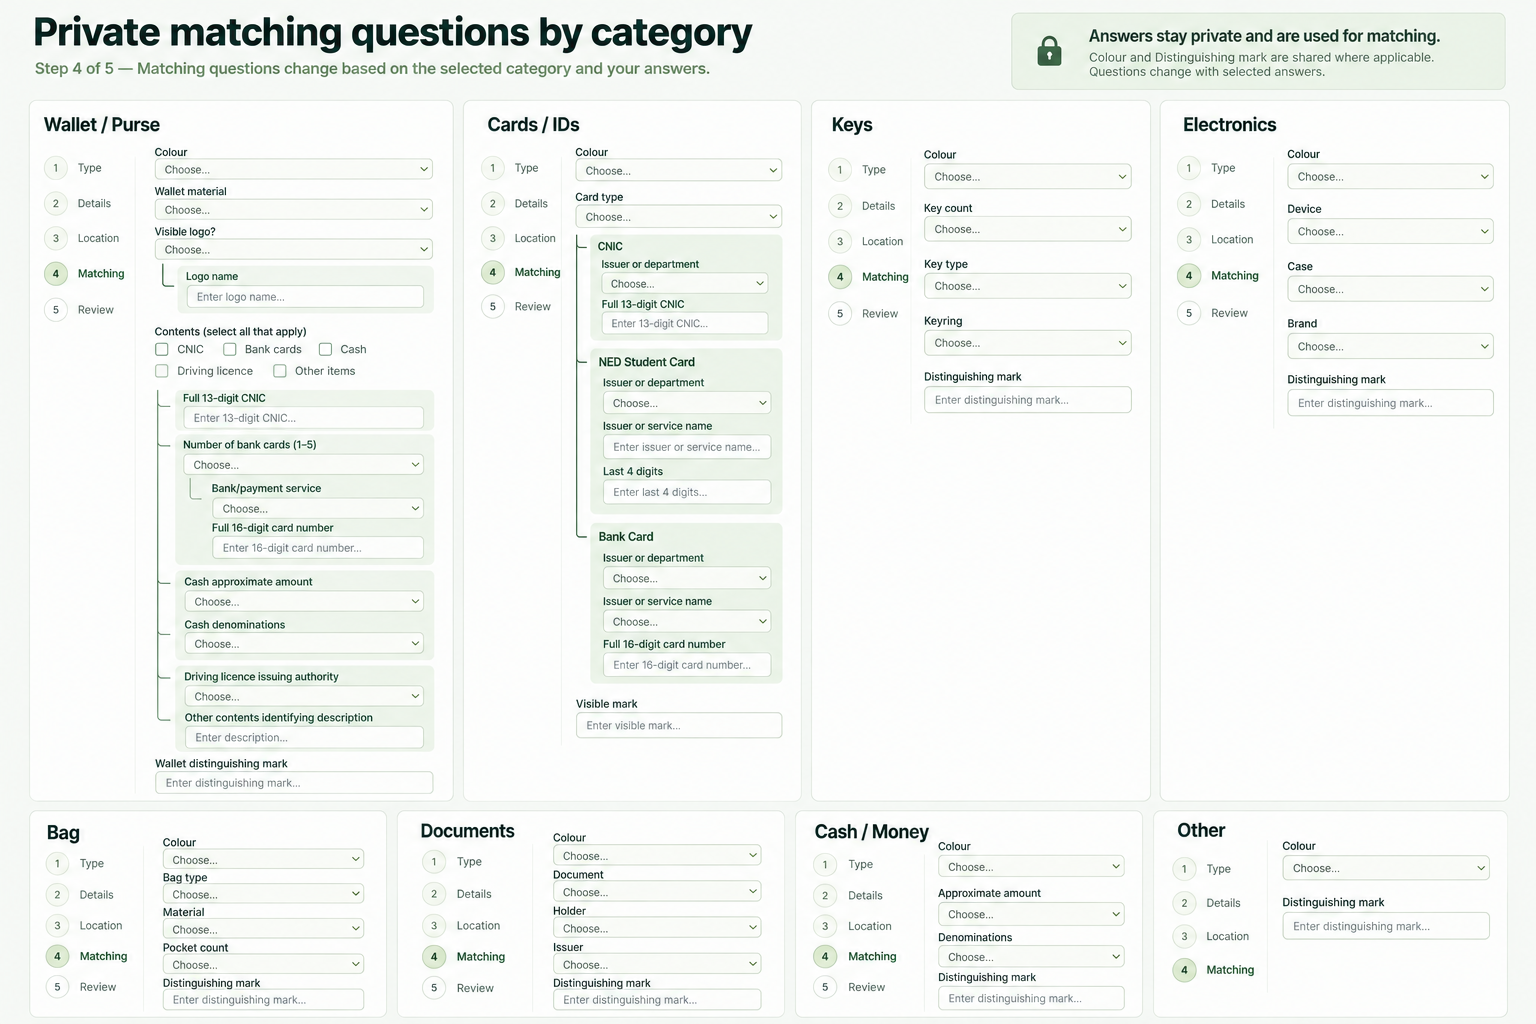 Private matching questions by category
Step 4 of 5 — Matching questions change based on the selected category and your answers.
Answers stay private and are used for matching.
Colour and Distinguishing mark are shared where applicable.
Questions change with selected answers.
Wallet / Purse
1 Type
2 Details
3 Location
4 Matching
5 Review
Colour
Choose...
Wallet material
Choose...
Visible logo?
Choose...
Logo name
Enter logo name...
Contents (select all that apply)
CNIC Bank cards Cash
Driving licence Other items
Full 13-digit CNIC
Enter 13-digit CNIC...
Number of bank cards (1–5)
Choose...
Bank/payment service
Choose...
Full 16-digit card number
Enter 16-digit card number...
Cash approximate amount
Choose...
Cash denominations
Choose...
Driving licence issuing authority
Choose...
Other contents identifying description
Enter description...
Wallet distinguishing mark
Enter distinguishing mark...
Cards / IDs
1 Type
2 Details
3 Location
4 Matching
5 Review
Colour
Choose...
Card type
Choose...
CNIC
Issuer or department
Choose...
Full 13-digit CNIC
Enter 13-digit CNIC...
NED Student Card
Issuer or department
Choose...
Issuer or service name
Enter issuer or service name...
Last 4 digits
Enter last 4 digits...
Bank Card
Issuer or department
Choose...
Issuer or service name
Choose...
Full 16-digit card number
Enter 16-digit card number...
Visible mark
Enter visible mark...
Keys
1 Type
2 Details
3 Location
4 Matching
5 Review
Colour
Choose...
Key count
Choose...
Key type
Choose...
Keyring
Choose...
Distinguishing mark
Enter distinguishing mark...
Electronics
1 Type
2 Details
3 Location
4 Matching
5 Review
Colour
Choose...
Device
Choose...
Case
Choose...
Brand
Choose...
Distinguishing mark
Enter distinguishing mark...
Bag
1 Type
2 Details
3 Location
4 Matching
5 Review
Colour
Choose...
Bag type
Choose...
Material
Choose...
Pocket count
Choose...
Distinguishing mark
Enter distinguishing mark...
Documents
1 Type
2 Details
3 Location
4 Matching
5 Review
Colour
Choose...
Document
Choose...
Holder
Choose...
Issuer
Choose...
Distinguishing mark
Enter distinguishing mark...
Cash / Money
1 Type
2 Details
3 Location
4 Matching
5 Review
Colour
Choose...
Approximate amount
Choose...
Denominations
Choose...
Distinguishing mark
Enter distinguishing mark...
Other
1 Type
2 Details
3 Location
4 Matching
Colour
Choose...
Distinguishing mark
Enter distinguishing mark...